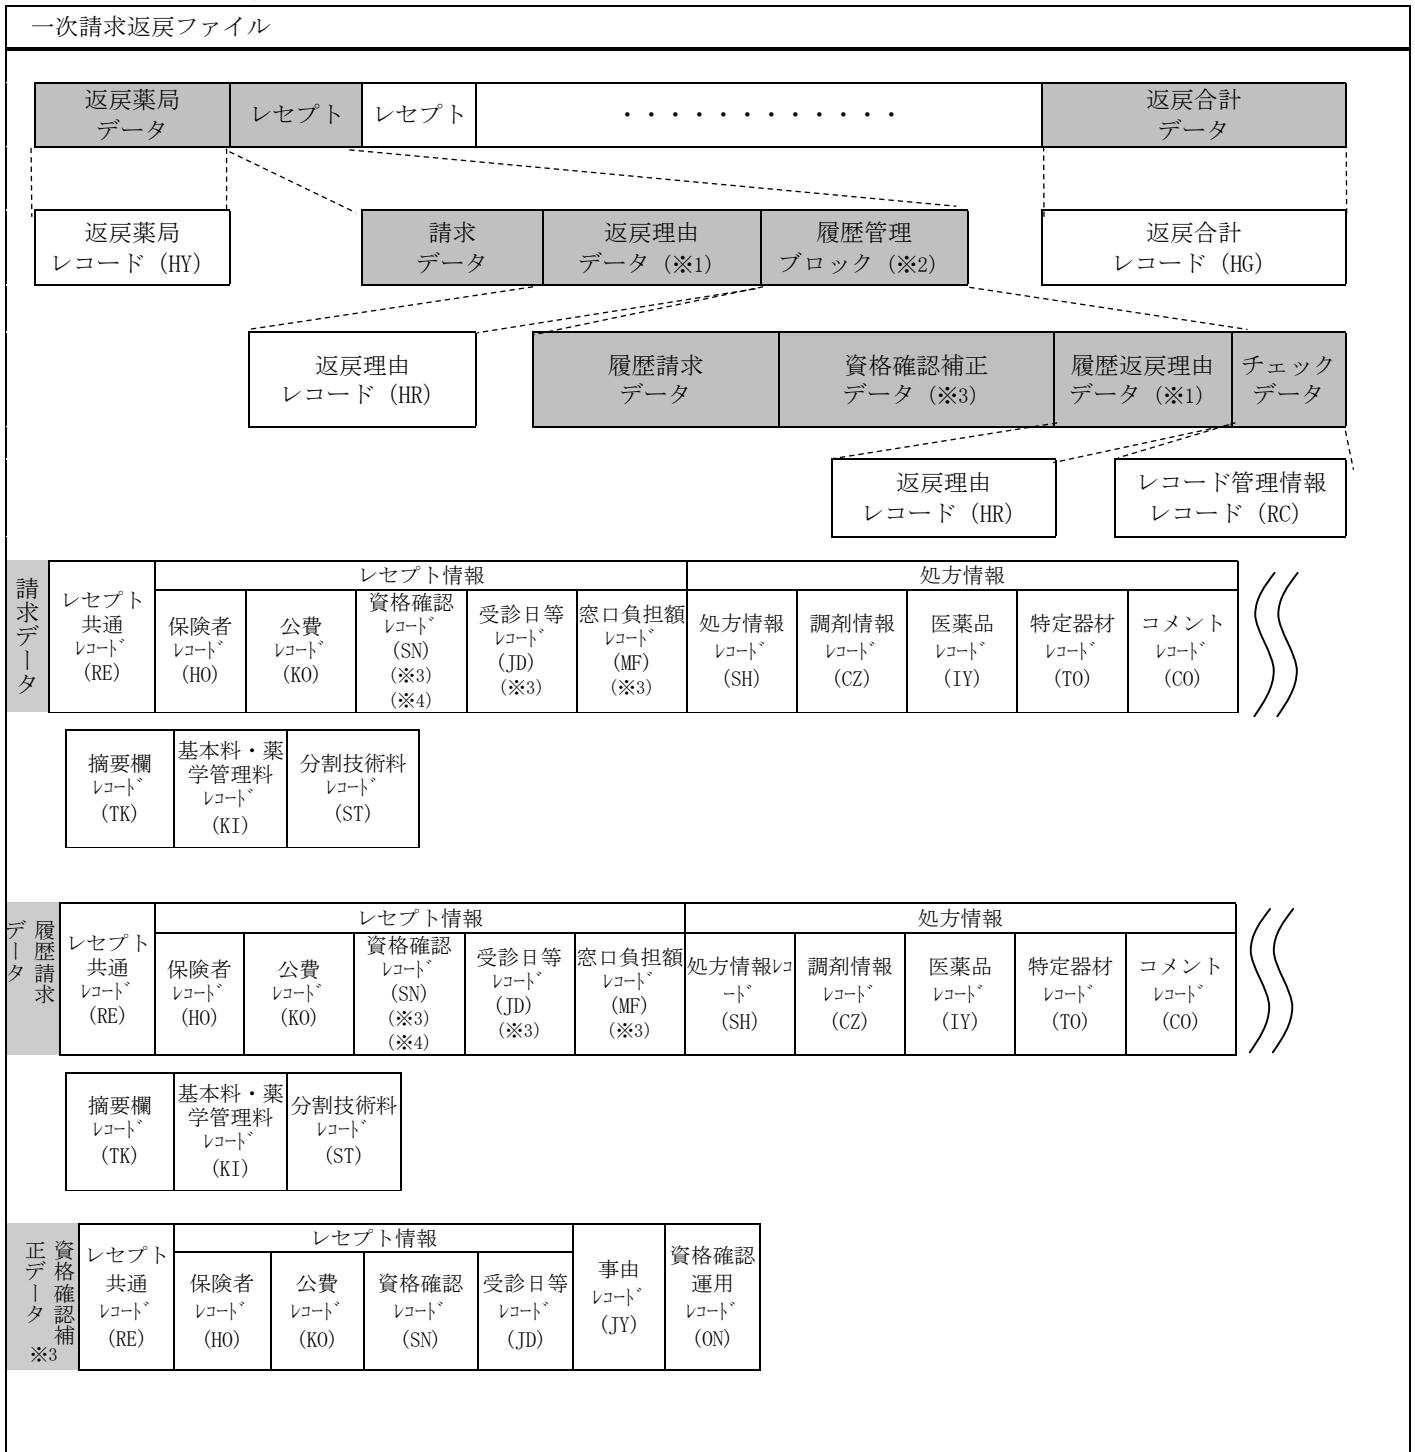 一次請求返戻ファイル
返戻薬局
データ
レセプト
レセプト
・・・・・・・・・・・・
返戻合計
データ
返戻薬局
レコード (HY)
請求
データ
返戻理由
データ (※1)
履歴管理
ブロック (※2)
返戻合計
レコード (HG)
返戻理由
レコード (HR)
履歴請求
データ
資格確認補正
データ (※3)
履歴返戻理由
データ (※1)
チェック
データ
返戻理由
レコード (HR)
レコード管理情報
レコード (RC)
請求データ
レセプト
共通
ﾚｺｰﾄﾞ
(RE)
レセプト情報
保険者
ﾚｺｰﾄﾞ
(HO)
公費
ﾚｺｰﾄﾞ
(KO)
資格確認
ﾚｺｰﾄﾞ
(SN)
(※3)
(※4)
受診日等
ﾚｺｰﾄﾞ
(JD)
(※3)
窓口負担額
ﾚｺｰﾄﾞ
(MF)
(※3)
処方情報
処方情報
ﾚｺｰﾄﾞ
(SH)
調剤情報
ﾚｺｰﾄﾞ
(CZ)
医薬品
ﾚｺｰﾄﾞ
(IY)
特定器材
ﾚｺｰﾄﾞ
(TO)
コメント
ﾚｺｰﾄﾞ
(CO)
摘要欄
ﾚｺｰﾄﾞ
(TK)
基本料・薬
学管理料
ﾚｺｰﾄﾞ
(KI)
分割技術料
ﾚｺｰﾄﾞ
(ST)
履歴請求
データ
レセプト
共通
ﾚｺｰﾄﾞ
(RE)
レセプト情報
保険者
ﾚｺｰﾄﾞ
(HO)
公費
ﾚｺｰﾄﾞ
(KO)
資格確認
ﾚｺｰﾄﾞ
(SN)
(※3)
(※4)
受診日等
ﾚｺｰﾄﾞ
(JD)
(※3)
窓口負担額
ﾚｺｰﾄﾞ
(MF)
(※3)
処方情報
処方情報ﾚｺ
ｰﾄﾞ
(SH)
調剤情報
ﾚｺｰﾄﾞ
(CZ)
医薬品
ﾚｺｰﾄﾞ
(IY)
特定器材
ﾚｺｰﾄﾞ
(TO)
コメント
ﾚｺｰﾄﾞ
(CO)
摘要欄
ﾚｺｰﾄﾞ
(TK)
基本料・薬
学管理料
ﾚｺｰﾄﾞ
(KI)
分割技術料
ﾚｺｰﾄﾞ
(ST)
資格確認補
正データ
※3
レセプト
共通
ﾚｺｰﾄﾞ
(RE)
レセプト情報
保険者
ﾚｺｰﾄﾞ
(HO)
公費
ﾚｺｰﾄﾞ
(KO)
資格確認
ﾚｺｰﾄﾞ
(SN)
受診日等
ﾚｺｰﾄﾞ
(JD)
事由
ﾚｺｰﾄﾞ
(JY)
資格確認
運用
ﾚｺｰﾄﾞ
(ON)